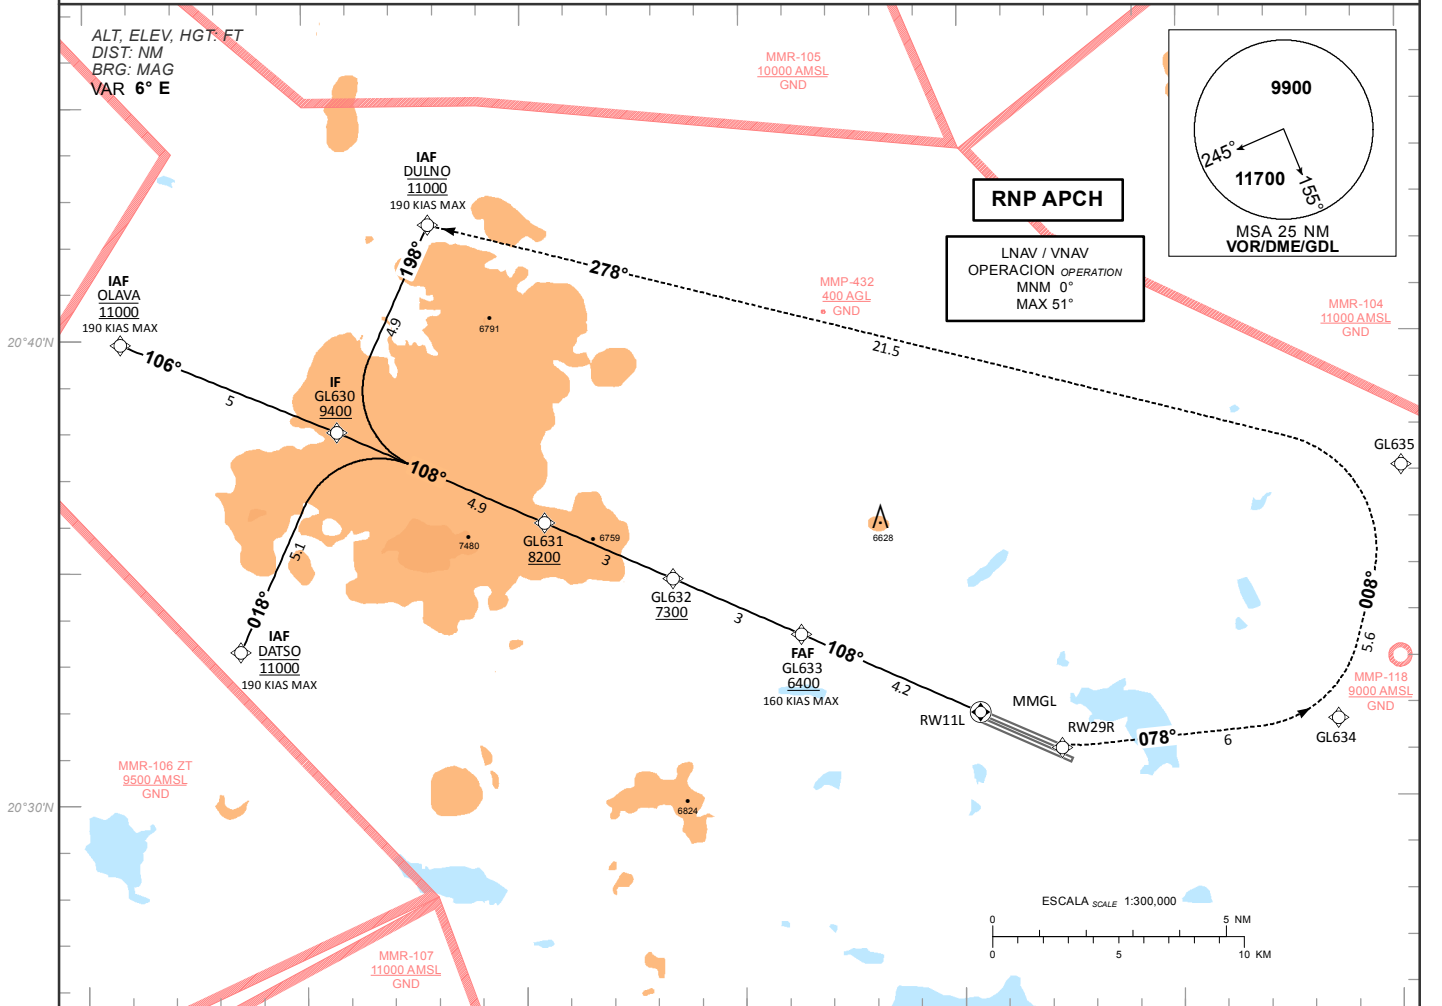 ALT, ELEV, HGT: FT
DIST: NM
BRG: MAG
VAR 6° E
MMR-105
10000 AMSL
GND
9900
245°
11700
155°
MSA 25 NM
VOR/DME/GDL
IAF
DULNO
11000
190 KIAS MAX
RNP APCH
LNAV / VNAV
OPERACION OPERATION
MNM 0°
MAX 51°
198°
278°
MMP-432
400 AGL
GND
IAF
OLAVA
11000
190 KIAS MAX
MMR-104
11000 AMSL
GND
6791
4.9
21.5
20°40'N
106°
5
IF
GL630
9400
GL635
108°
4.9
GL631
8200
6759
3
7480
6628
5.1
GL632
7300
3
008°
5.6
018°
IAF
DATSO
11000
190 KIAS MAX
FAF
GL633
6400
160 KIAS MAX
108°
4.2
MMP-118
9000 AMSL
GND
RW11L
MMGL
RW29R
078°
6
GL634
MMR-106 ZT
9500 AMSL
GND
20°30'N
6824
ESCALA SCALE 1:300,000
0 5 NM
0 5 10 KM
MMR-107
11000 AMSL
GND